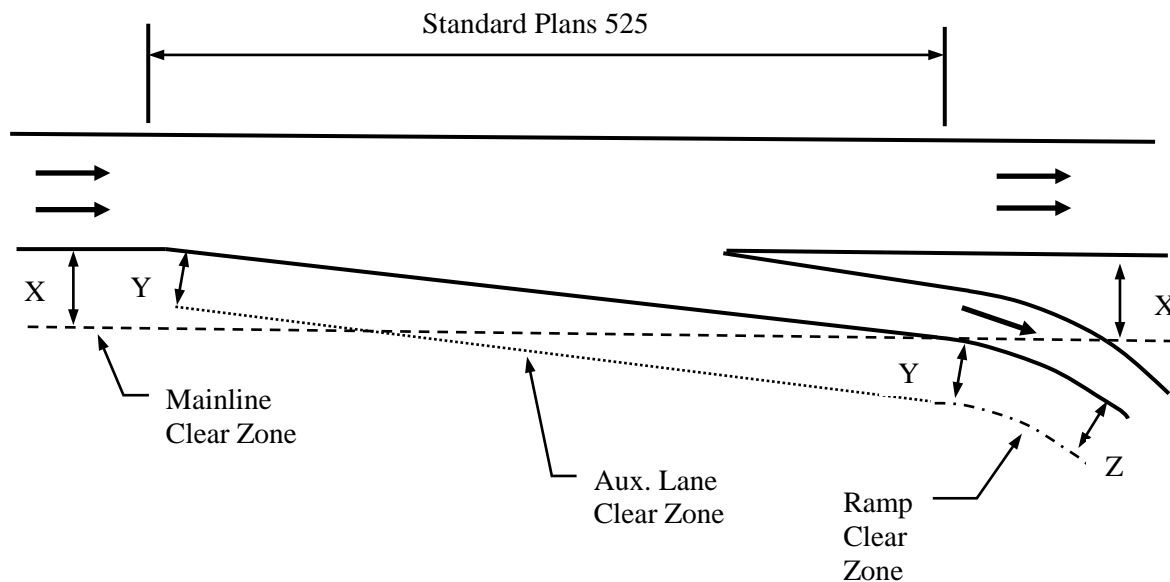 Standard Plans 525
X
Y
X
Y
Mainline
Clear Zone
Z
Aux. Lane
Clear Zone
Ramp
Clear
Zone